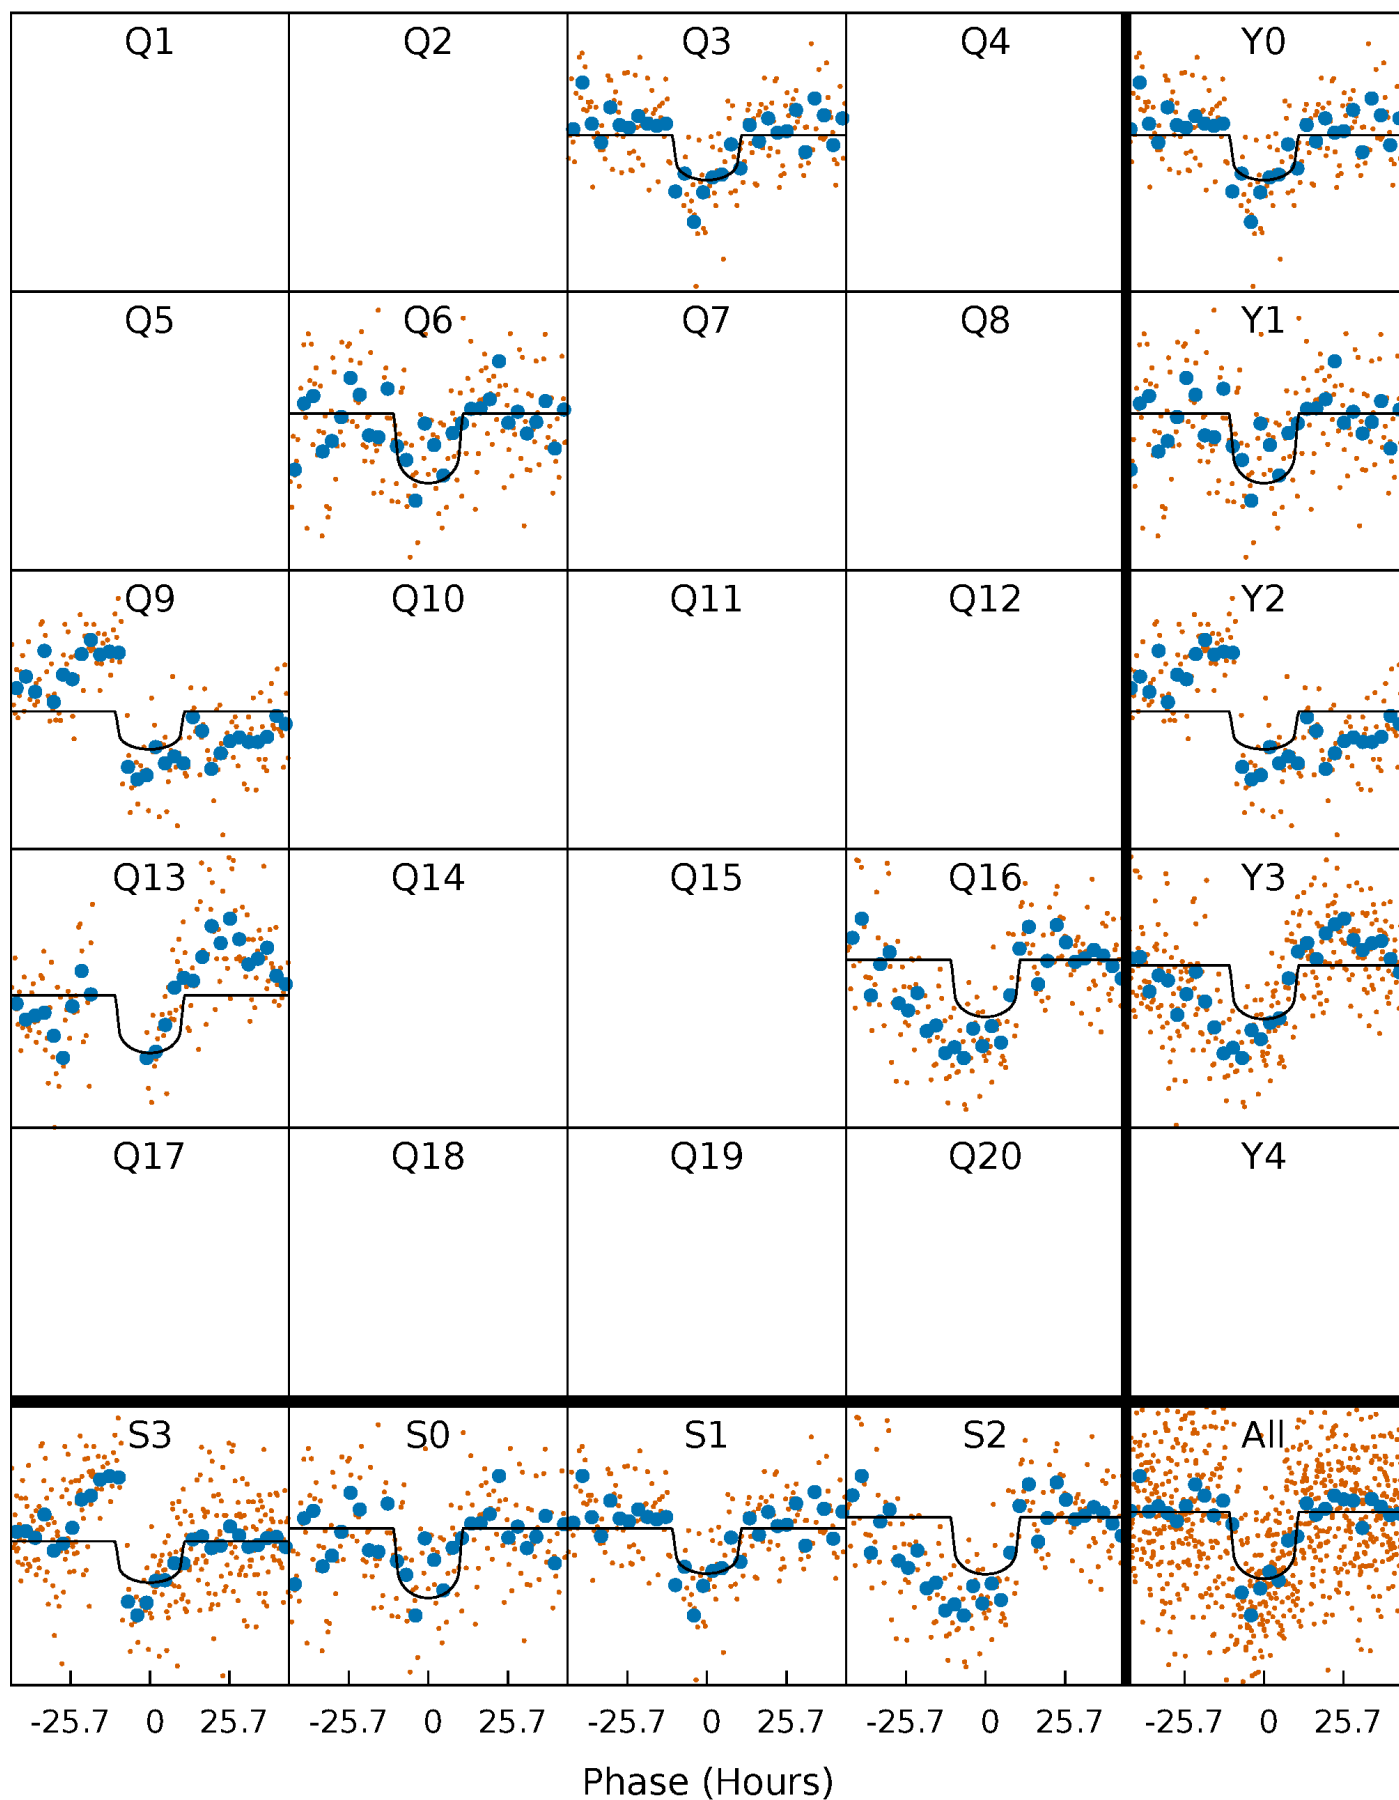 Q1 Q2 Q3 Q4 Y0
Q5 Q6 Q7 Q8 Y1
Q9 Q10 Q11 Q12 Y2
Q13 Q14 Q15 Q16 Y3
Q17 Q18 Q19 Q20 Y4
S3 S0 S1 S2 All
-25.7 0 25.7 -25.7 0 25.7 -25.7 0 25.7 -25.7 0 25.7 -25.7 0 25.7
Phase (Hours)